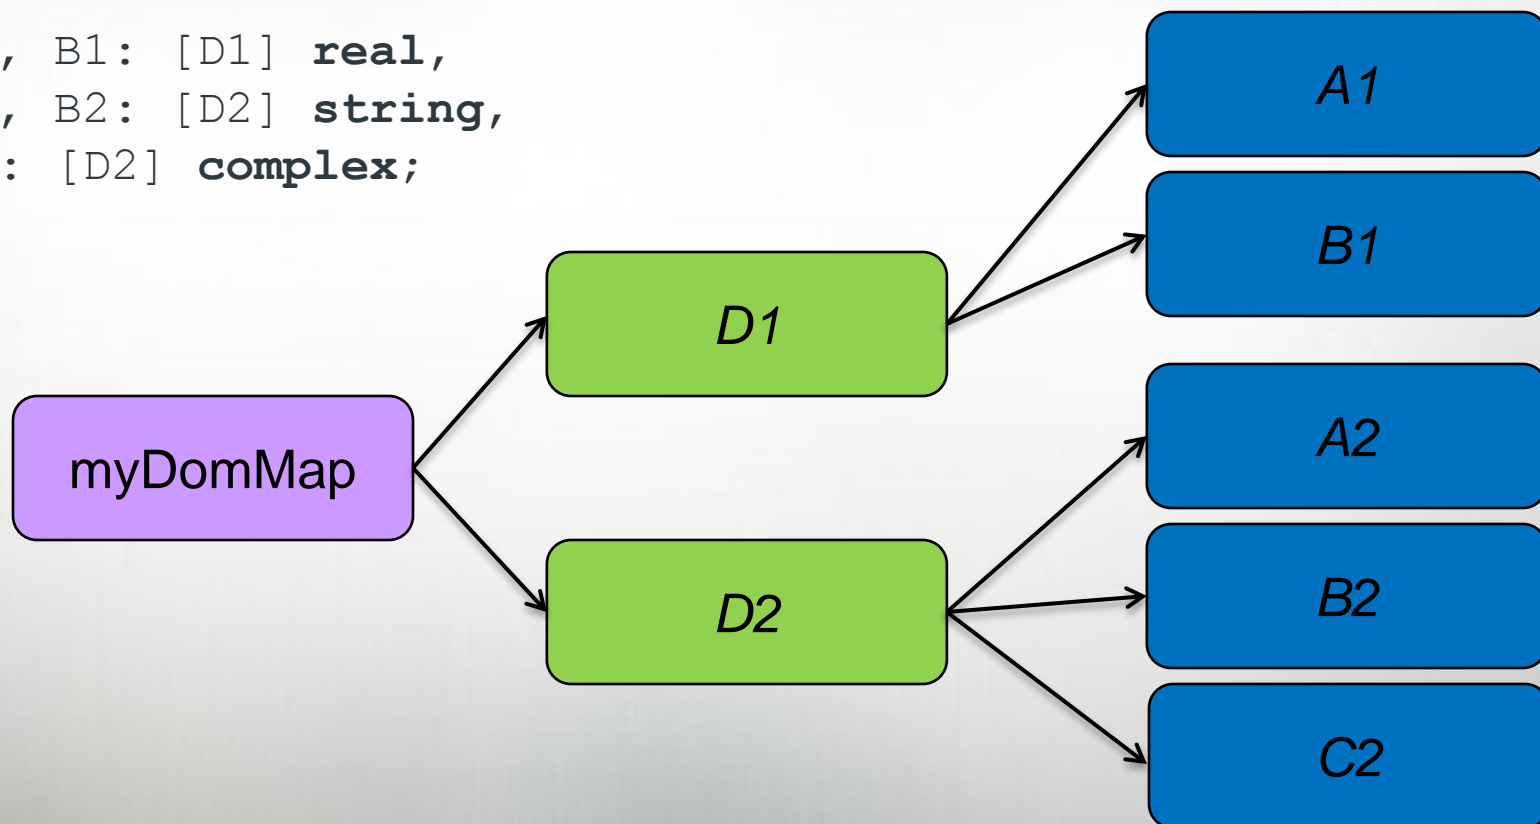 , B1: [D1] real,
, B2: [D2] string,
: [D2] complex;
A1
B1
D1
A2
myDomMap
B2
D2
C2